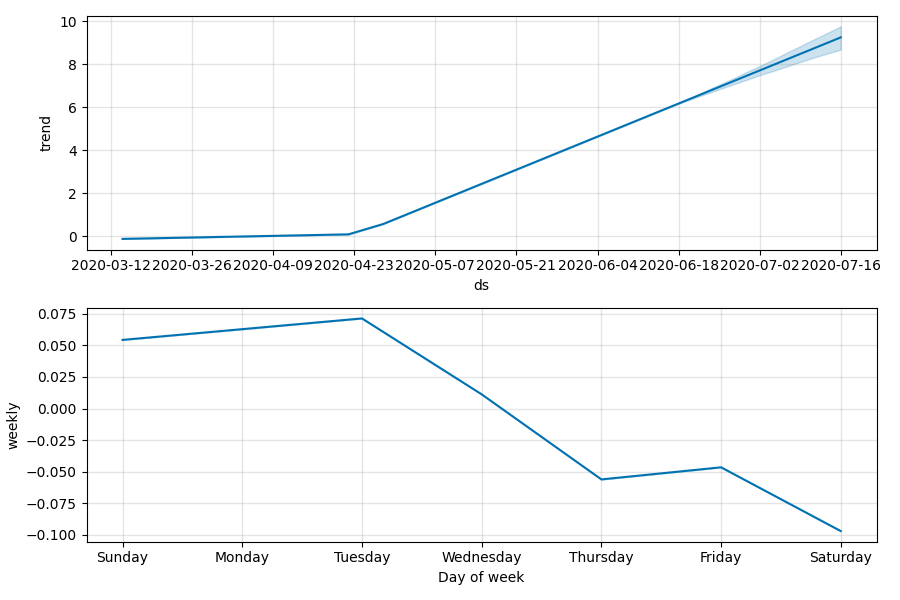 10
8
6
4
2
0
trend
2020-03-12 2020-03-26 2020-04-09 2020-04-23 2020-05-07 2020-05-21 2020-06-04 2020-06-18 2020-07-02 2020-07-16
ds
0.075
0.050
0.025
0.000
−0.025
−0.050
−0.075
−0.100
weekly
Sunday Monday Tuesday Wednesday Thursday Friday Saturday
Day of week